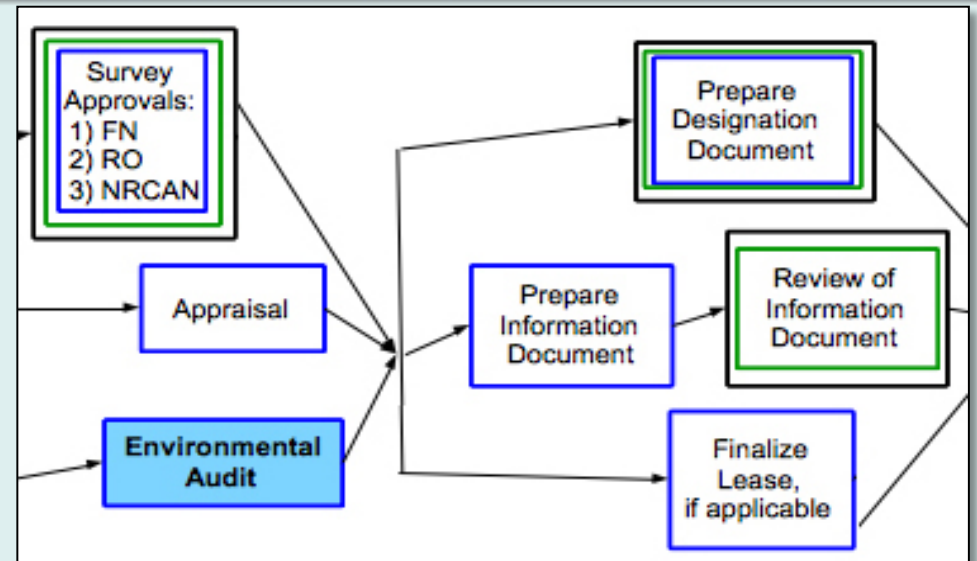 Survey
Approvals:
1) FN
2) RO
3) NRCAN
Appraisal
Environmental
Audit
Prepare
Designation
Document
Prepare
Information
Document
Review of
Information
Document
Finalize
Lease,
if applicable